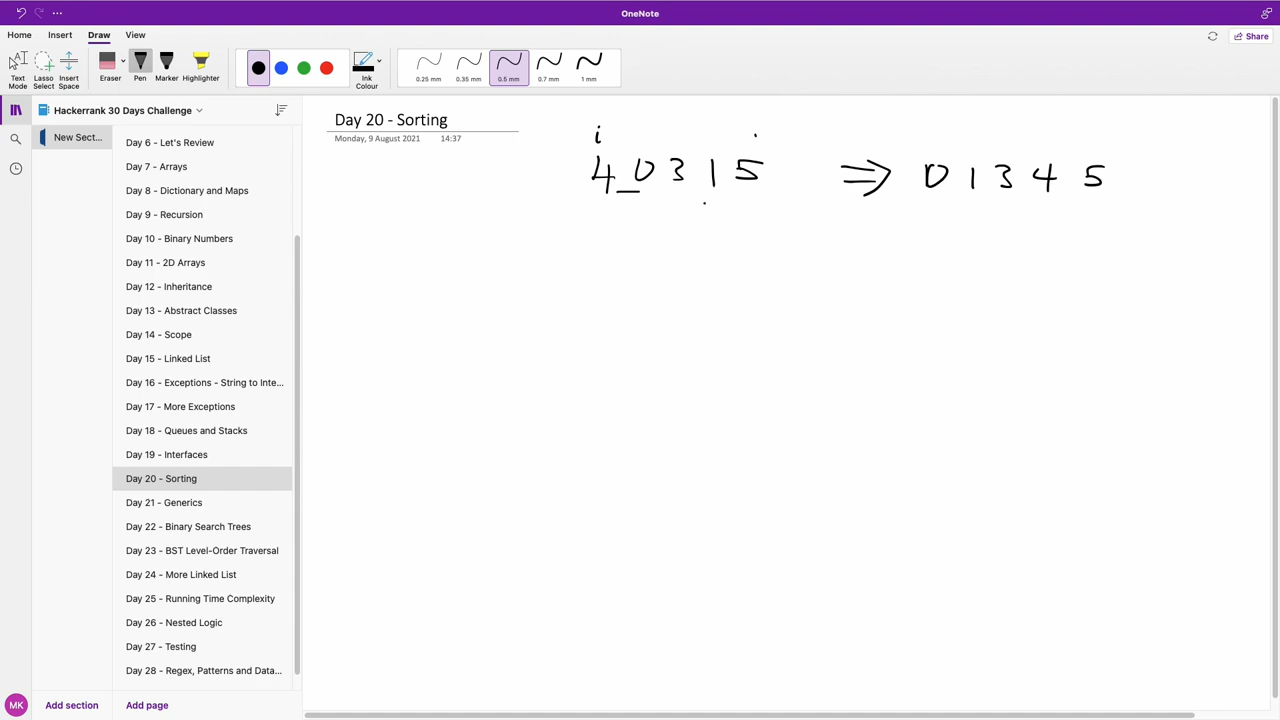 OneNote
Home Insert Draw View
Share
Text Mode
Lasso Select
Insert Space
Eraser
Pen
Marker
Highlighter
0.25 mm
0.35 mm
0.5 mm
0.7 mm
1 mm
Ink Colour
Hackerrank 30 Days Challenge
New Sect...
Day 6 - Let's Review
Day 7 - Arrays
Day 8 - Dictionary and Maps
Day 9 - Recursion
Day 10 - Binary Numbers
Day 11 - 2D Arrays
Day 12 - Inheritance
Day 13 - Abstract Classes
Day 14 - Scope
Day 15 - Linked List
Day 16 - Exceptions - String to Inte...
Day 17 - More Exceptions
Day 18 - Queues and Stacks
Day 19 - Interfaces
Day 20 - Sorting
Day 21 - Generics
Day 22 - Binary Search Trees
Day 23 - BST Level-Order Traversal
Day 24 - More Linked List
Day 25 - Running Time Complexity
Day 26 - Nested Logic
Day 27 - Testing
Day 28 - Regex, Patterns and Data...
MK
Add section
Add page
Day 20 - Sorting
Monday, 9 August 2021 14:37
i
4 0 3 1 5 ⇒ 0 1 3 4 5